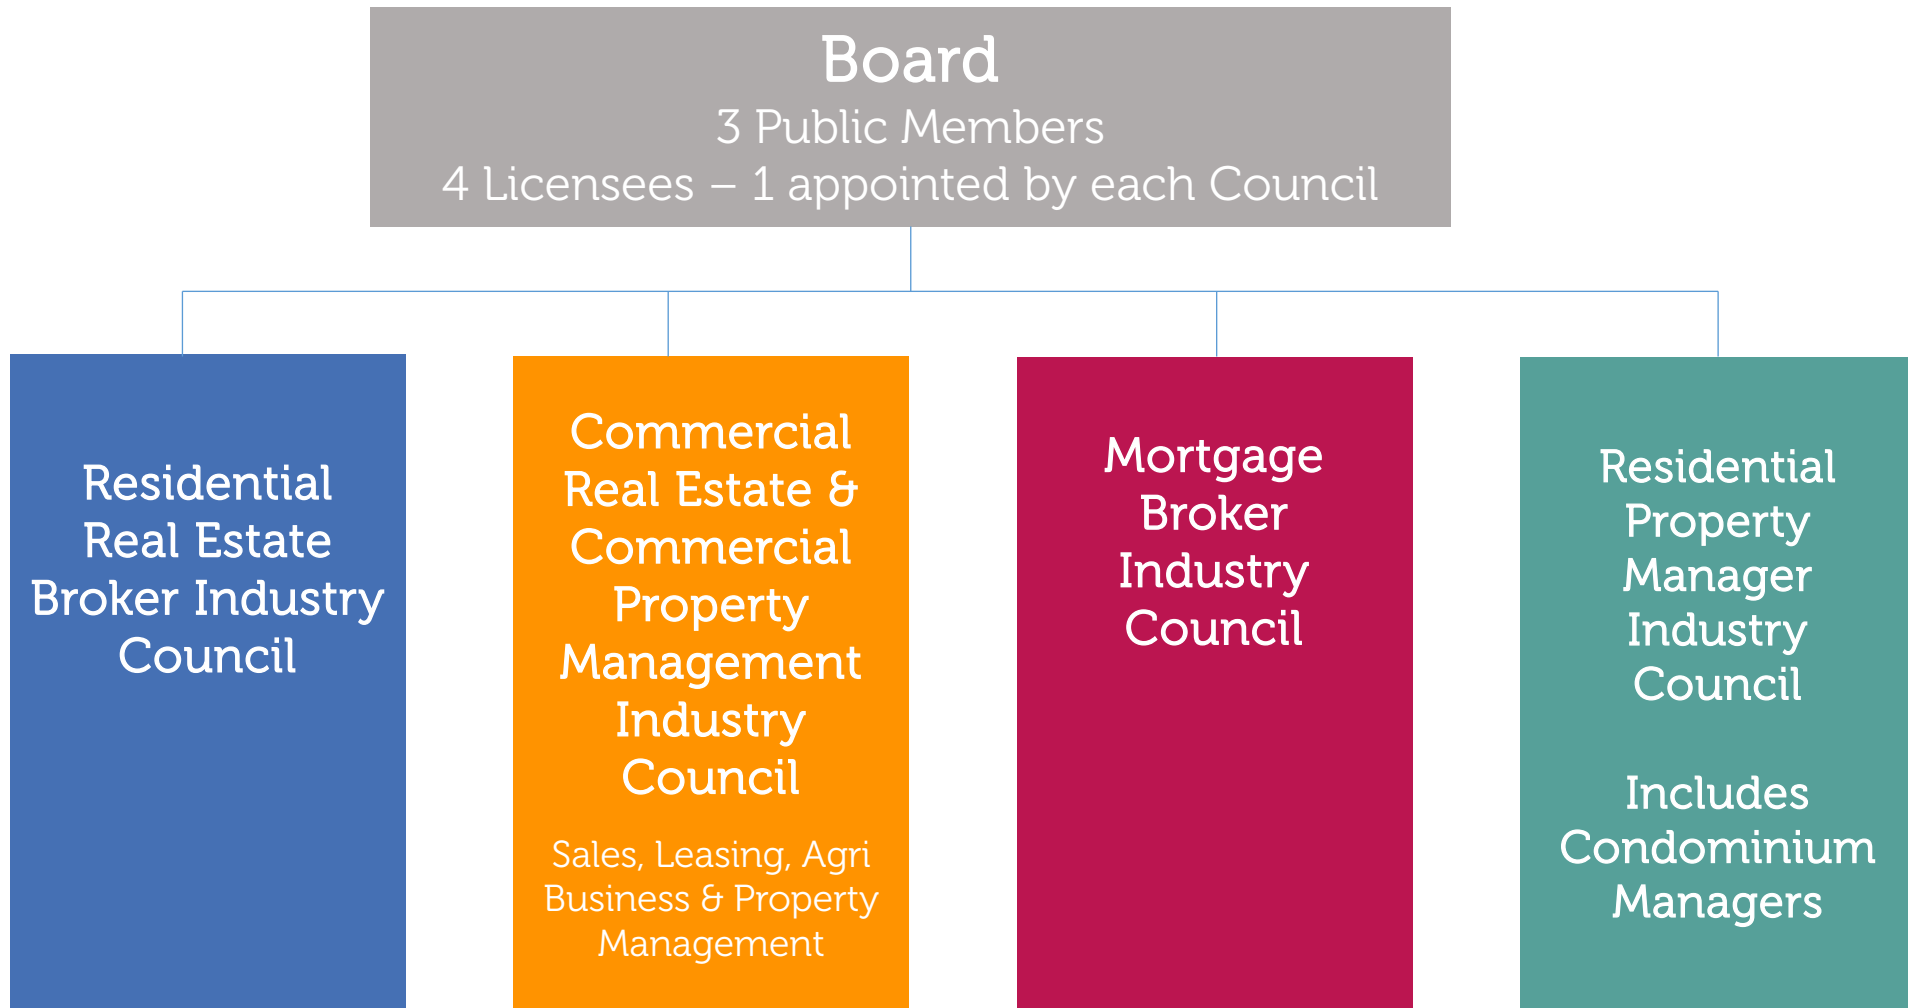 Board
3 Public Members
4 Licensees – 1 appointed by each Council
Residential
Real Estate
Broker Industry
Council
Commercial
Real Estate &
Commercial
Property
Management
Industry
Council
Sales, Leasing, Agri
Business & Property
Management
Mortgage
Broker
Industry
Council
Residential
Property
Manager
Industry
Council
Includes
Condominium
Managers